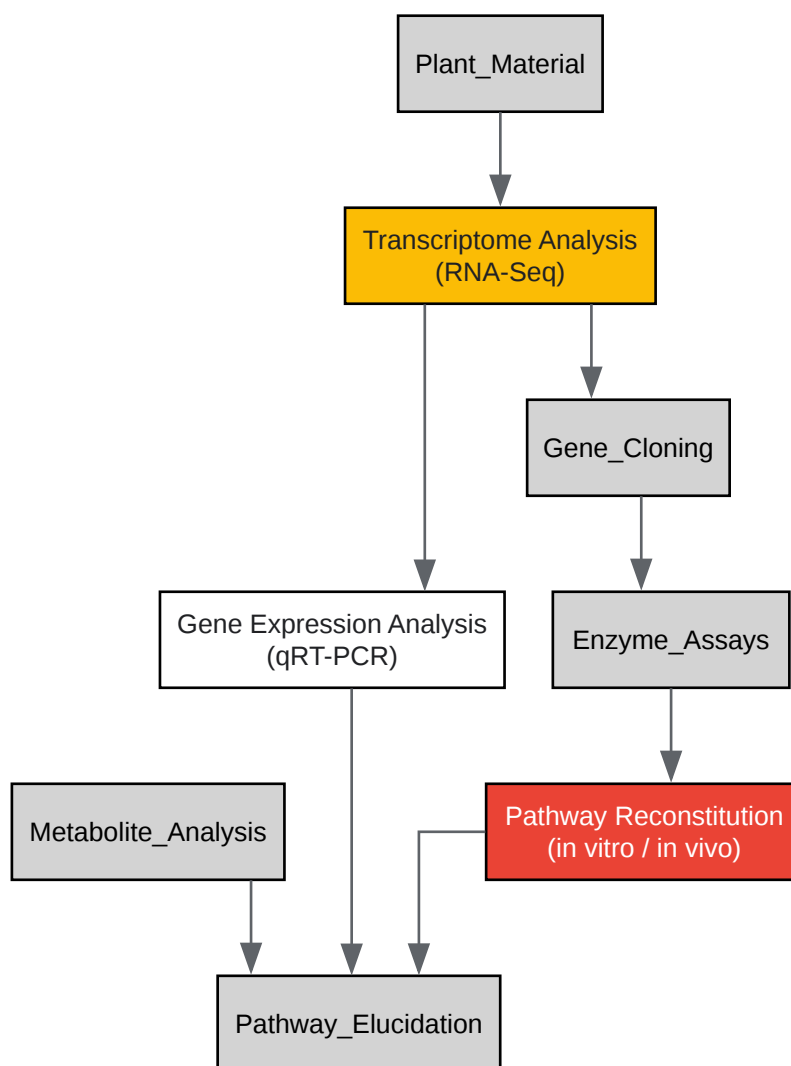 Plant_Material
Transcriptome Analysis
(RNA-Seq)
Gene_Cloning
Gene Expression Analysis
(qRT-PCR)
Enzyme_Assays
Metabolite_Analysis
Pathway Reconstitution
(in vitro / in vivo)
Pathway_Elucidation